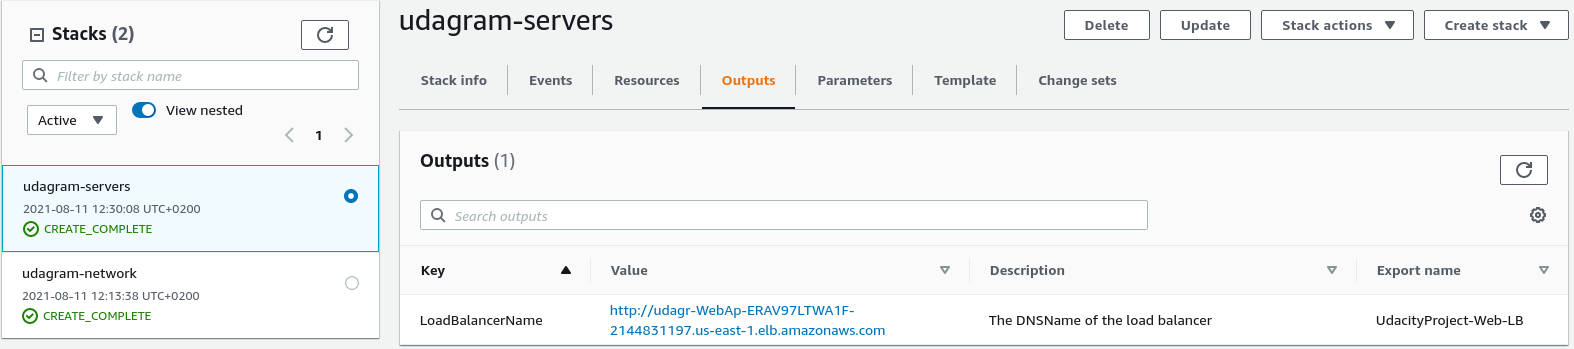 Stacks (2)
Filter by stack name
Active
View nested
1
udagram-servers
2021-08-11 12:30:08 UTC+0200
CREATE_COMPLETE
udagram-network
2021-08-11 12:13:38 UTC+0200
CREATE_COMPLETE
udagram-servers
Delete
Update
Stack actions
Create stack
Stack info
Events
Resources
Outputs
Parameters
Template
Change sets
Outputs (1)
Search outputs
Key
Value
Description
Export name
LoadBalancerName
http://udagr-WebAp-ERAV97LTWA1F-
2144831197.us-east-1.elb.amazonaws.com
The DNSName of the load balancer
UdacityProject-Web-LB